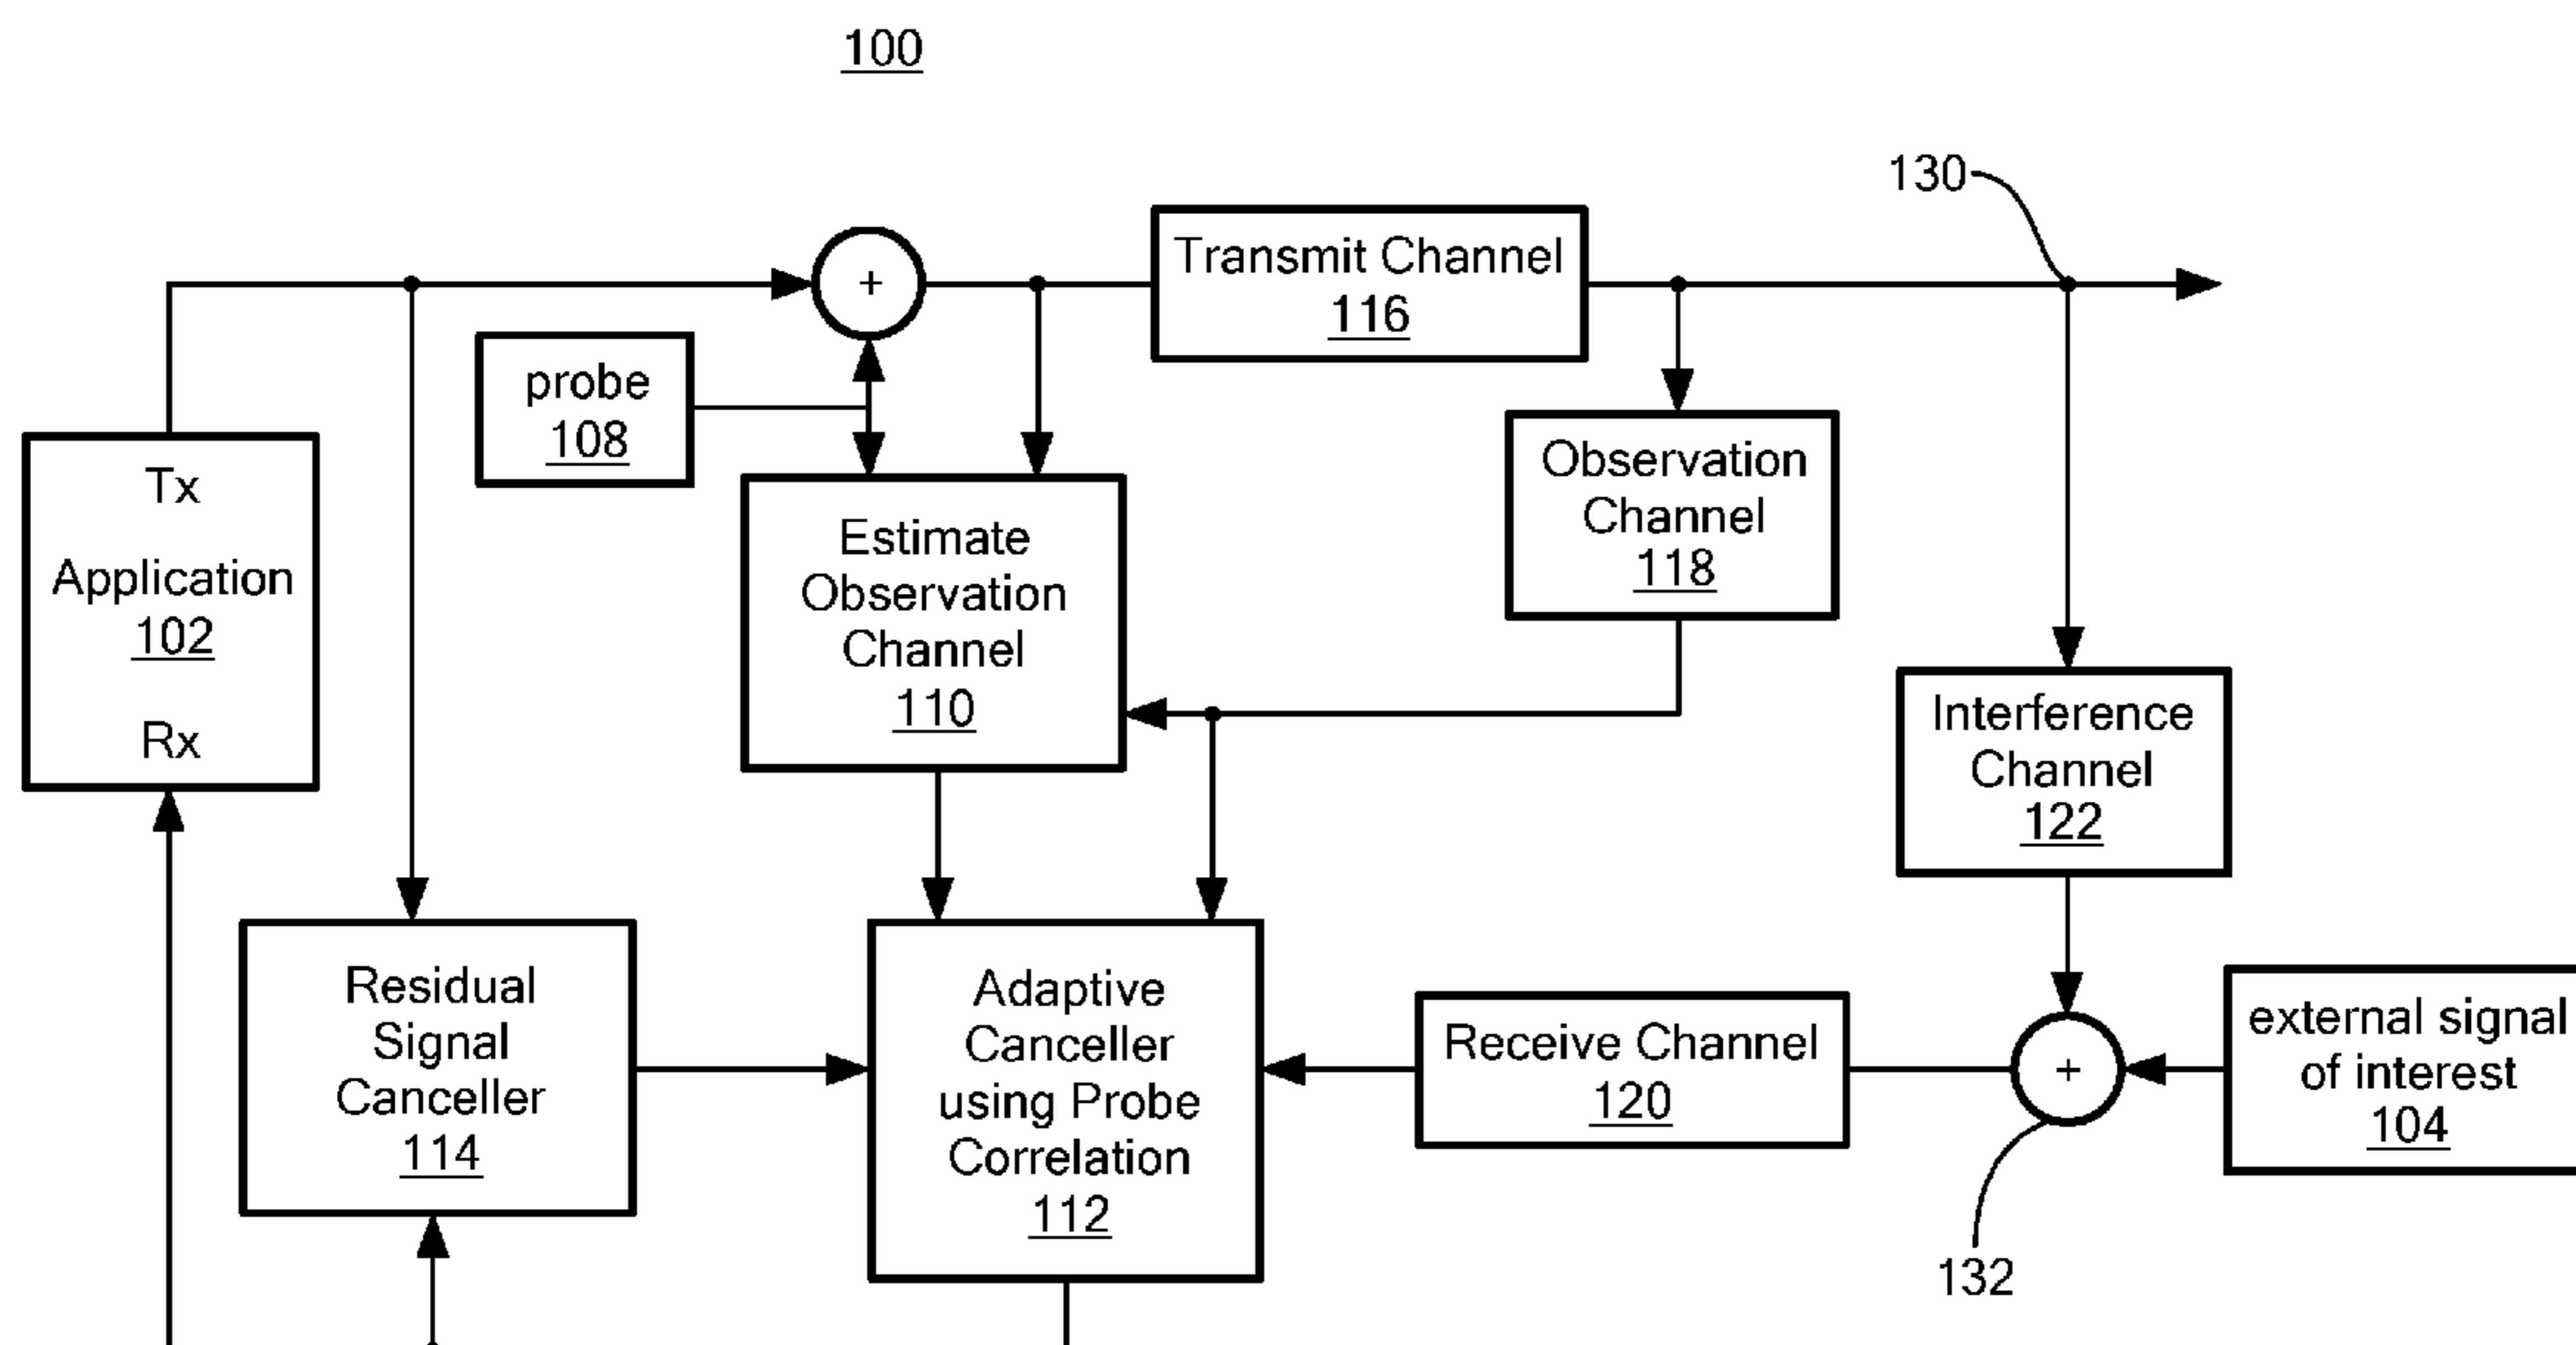 100
130
+
Transmit Channel
116
probe
108
Tx
Application
102
Rx
Observation
Channel
118
Estimate
Observation
Channel
110
Interference
Channel
122
Residual
Signal
Canceller
114
Adaptive
Canceller
using Probe
Correlation
112
Receive Channel
120
+
external signal
of interest
104
132